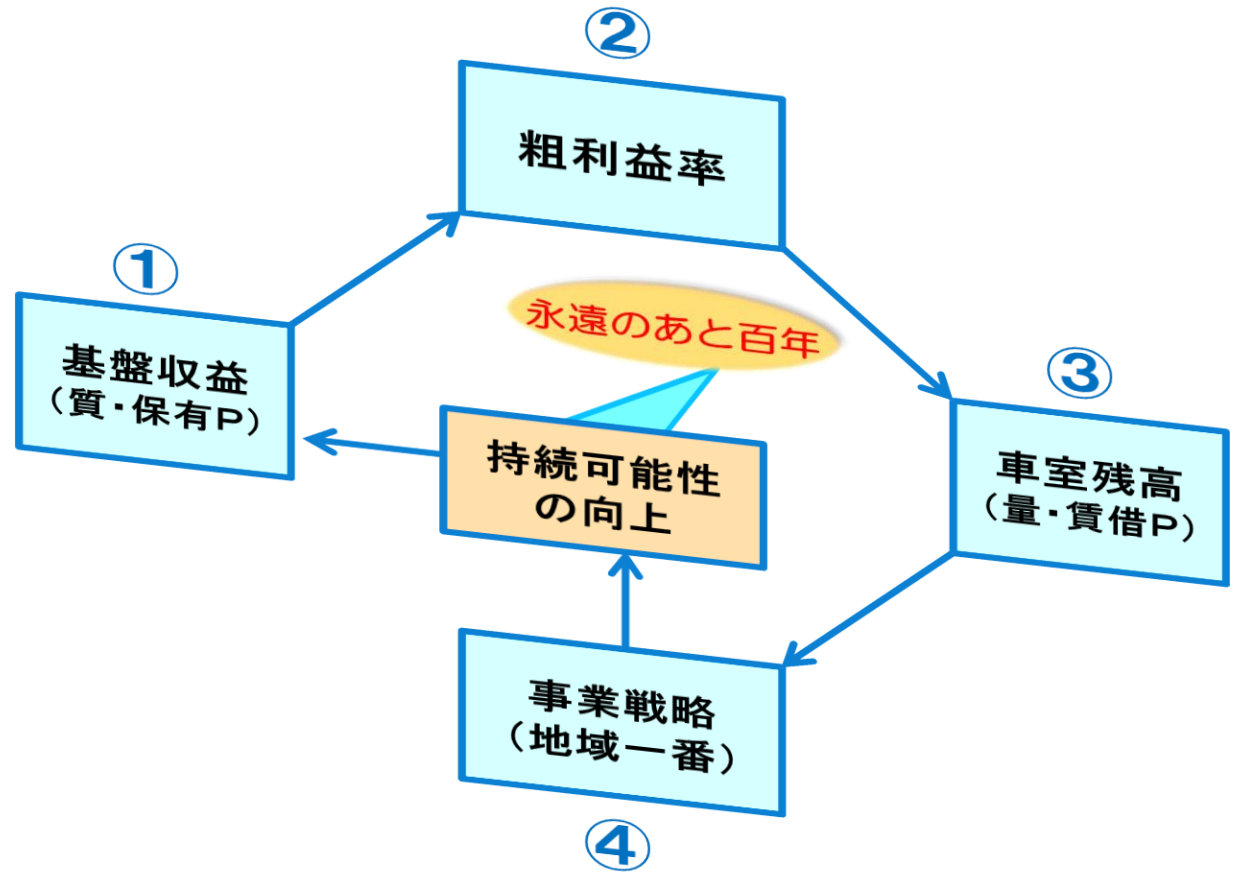 ②
粗利益率
①
基盤収益
（質・保有Ｐ）
永遠のあと百年
③
車室残高
（量・賃借Ｐ）
持続可能性
の向上
事業戦略
（地域一番）
④